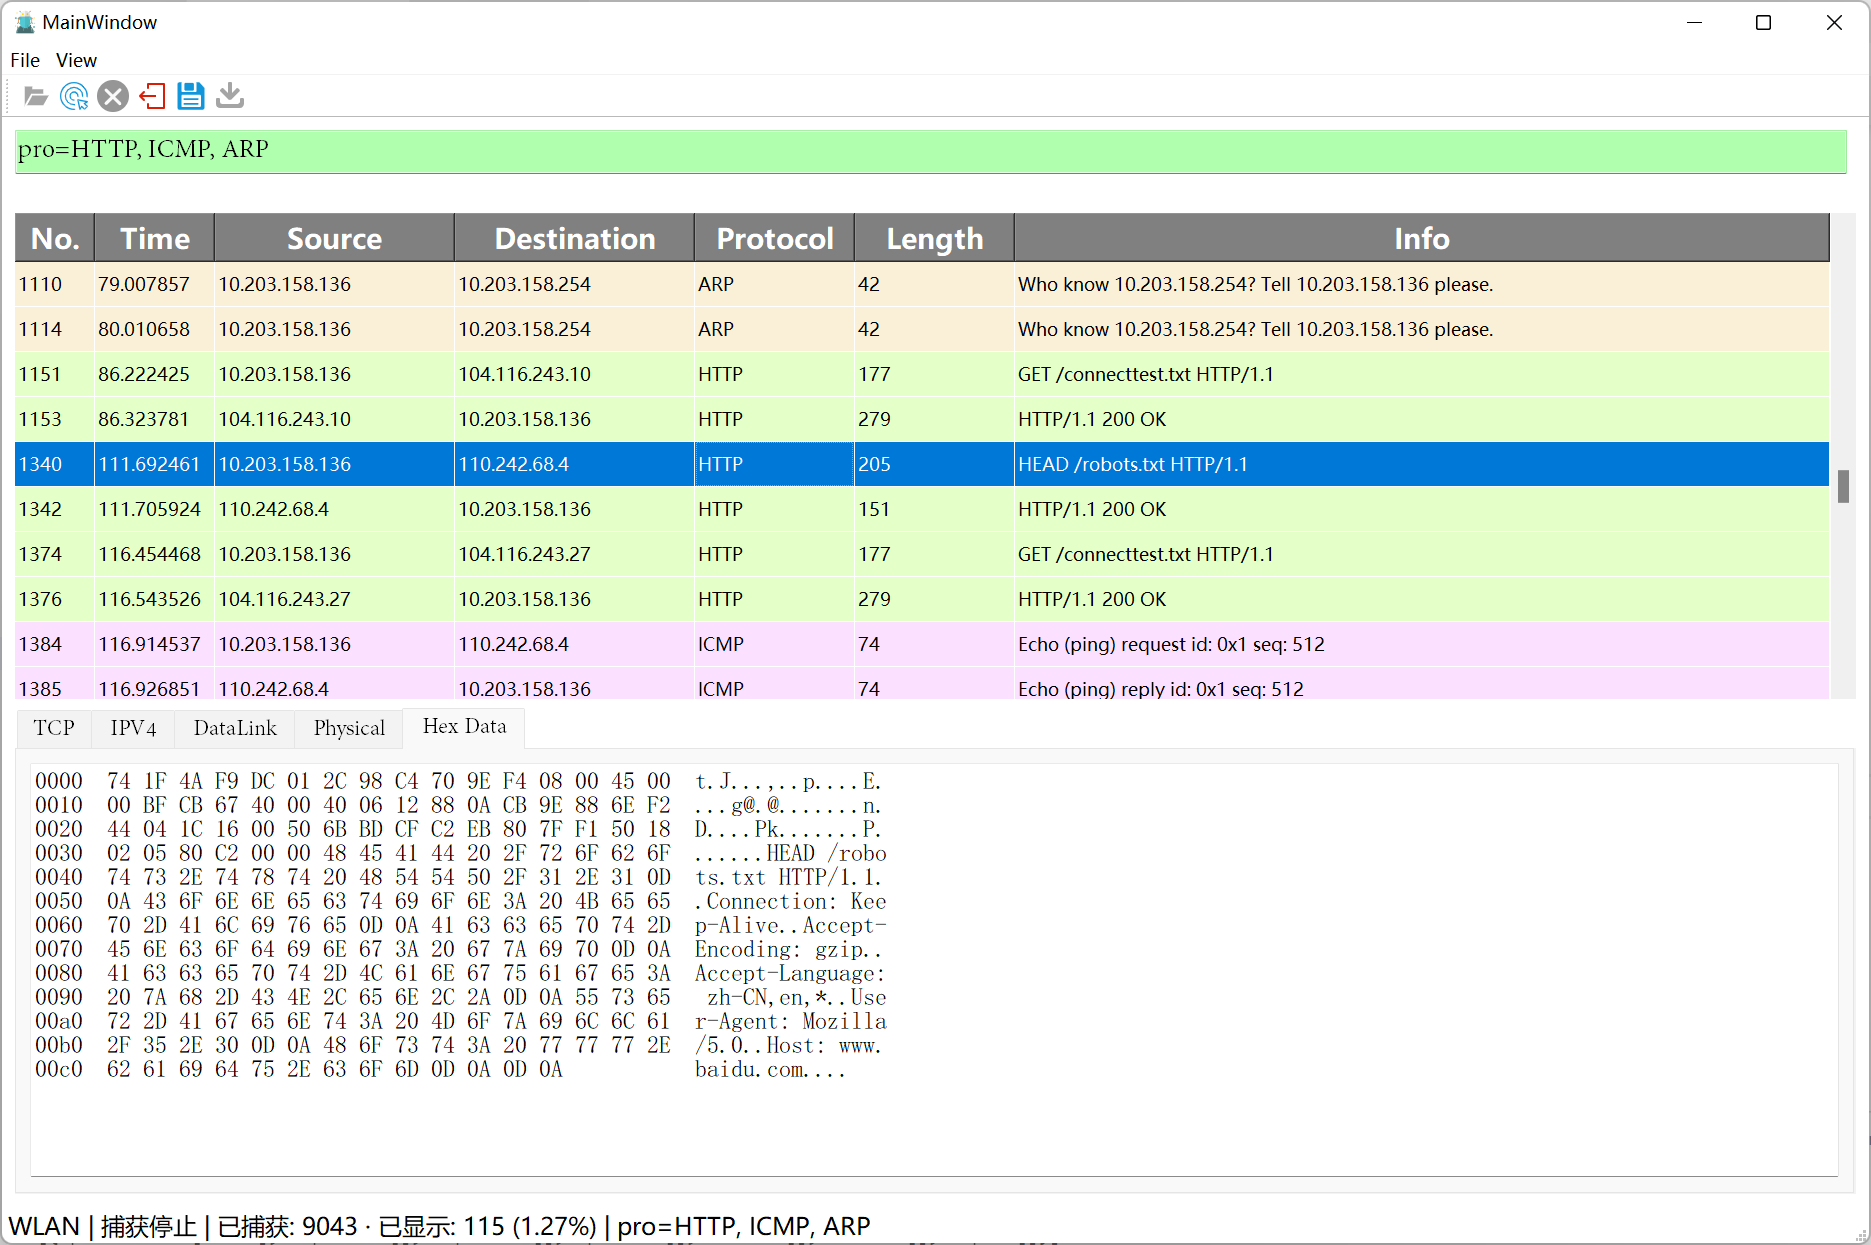 MainWindow
File View
pro=HTTP, ICMP, ARP
No. Time Source Destination Protocol Length Info
1110 79.007857 10.203.158.136 10.203.158.254 ARP 42 Who know 10.203.158.254? Tell 10.203.158.136 please.
1114 80.010658 10.203.158.136 10.203.158.254 ARP 42 Who know 10.203.158.254? Tell 10.203.158.136 please.
1151 86.222425 10.203.158.136 104.116.243.10 HTTP 177 GET /connecttest.txt HTTP/1.1
1153 86.323781 104.116.243.10 10.203.158.136 HTTP 279 HTTP/1.1 200 OK
1340 111.692461 10.203.158.136 110.242.68.4 HTTP 205 HEAD /robots.txt HTTP/1.1
1342 111.705924 110.242.68.4 10.203.158.136 HTTP 151 HTTP/1.1 200 OK
1374 116.454468 10.203.158.136 104.116.243.27 HTTP 177 GET /connecttest.txt HTTP/1.1
1376 116.543526 104.116.243.27 10.203.158.136 HTTP 279 HTTP/1.1 200 OK
1384 116.914537 10.203.158.136 110.242.68.4 ICMP 74 Echo (ping) request id: 0x1 seq: 512
1385 116.926851 110.242.68.4 10.203.158.136 ICMP 74 Echo (ping) reply id: 0x1 seq: 512
TCP IPV4 DataLink Physical Hex Data
0000 74 1F 4A F9 DC 01 2C 98 C4 70 9E F4 08 00 45 00 t.J...,..p....E.
0010 00 BF CB 67 40 00 40 06 12 88 0A CB 9E 88 6E F2 ...g@.@.......n.
0020 44 04 1C 16 00 50 6B BD CF C2 EB 80 7F F1 50 18 D....Pk.......P.
0030 02 05 80 C2 00 00 48 45 41 44 20 2F 72 6F 62 6F ......HEAD /robo
0040 74 73 2E 74 78 74 20 48 54 54 50 2F 31 2E 31 0D ts.txt HTTP/1.1.
0050 0A 43 6F 6E 6E 65 63 74 69 6F 6E 3A 20 4B 65 65 .Connection: Kee
0060 70 2D 41 6C 69 76 65 0D 0A 41 63 63 65 70 74 2D p-Alive..Accept-
0070 45 6E 63 6F 64 69 6E 67 3A 20 67 7A 69 70 0D 0A Encoding: gzip..
0080 41 63 63 65 70 74 2D 4C 61 6E 67 75 61 67 65 3A Accept-Language:
0090 20 7A 68 2D 43 4E 2C 65 6E 2C 2A 0D 0A 55 73 65  zh-CN,en,*..Use
00a0 72 2D 41 67 65 6E 74 3A 20 4D 6F 7A 69 6C 6C 61 r-Agent: Mozilla
00b0 2F 35 2E 30 0D 0A 48 6F 73 74 3A 20 77 77 77 2E /5.0..Host: www.
00c0 62 61 69 64 75 2E 63 6F 6D 0D 0A 0D 0A baidu.com....
WLAN | 捕获停止 | 已捕获: 9043 · 已显示: 115 (1.27%) | pro=HTTP, ICMP, ARP